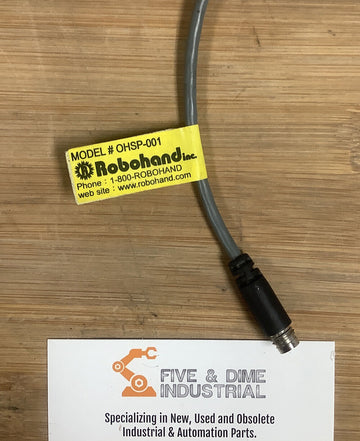 MODEL # OHSP-001
Robohand inc.
Phone : 1-800-ROBOHAND
web site : www.robohand.com
FIVE & DIME
INDUSTRIAL
Specializing in New, Used and Obsolete
Industrial & Automation Parts.